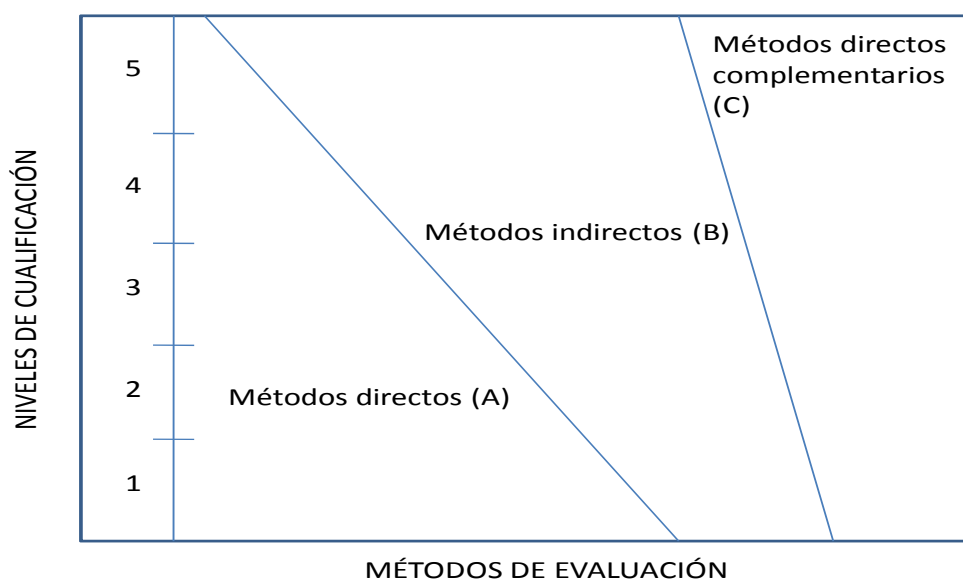 NIVELES DE CUALIFICACIÓN
5
4
3
2
1
Métodos directos
complementarios
(C)
Métodos indirectos (B)
Métodos directos (A)
MÉTODOS DE EVALUACIÓN